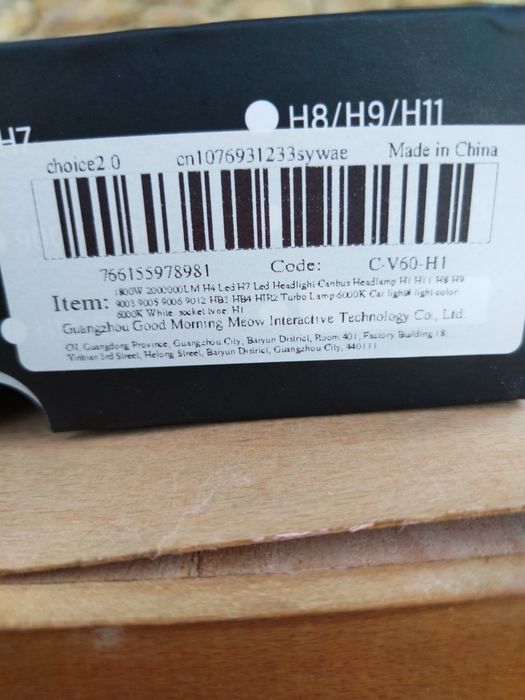 H7
H8/H9/H11
choice2.0 cn1076931233sywae Made in China
766155978981 Code: C-V60-H1
1800W 2000000LM H4 Led H7 Led Headlight Canbus Headlamp H1 H11 H8 H9
Item: 9003 9005 9006 9012 HB3 HB4 HIR2 Turbo Lamp 6000K Car light# light color:
6000K White, socket type: H1
Guangzhou Good Morning Meow Interactive Technology Co., Ltd.
CN, Guangdong Province, Guangzhou City, Baiyun District, Room 401, Factory Building 18,
Yinbian 3rd Street, Helong Street, Baiyun District, Guangzhou City, 440111